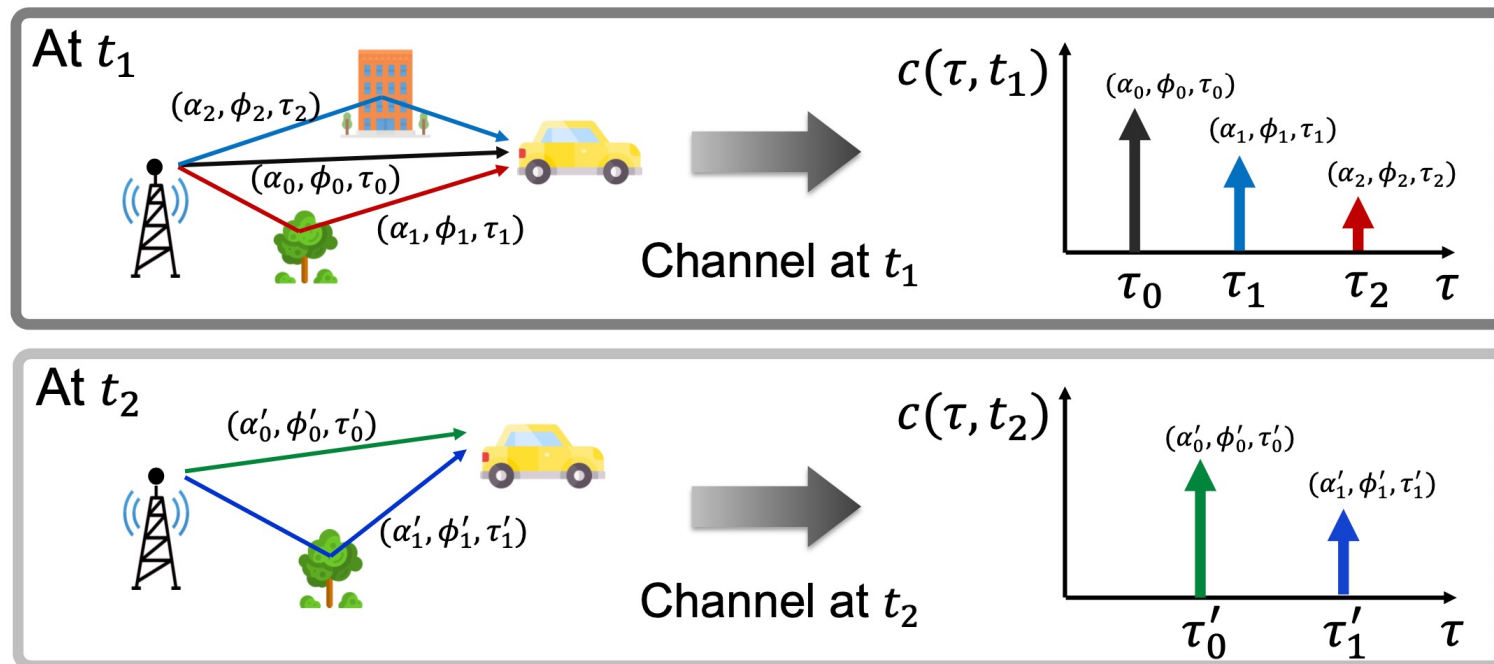 At t₁
(α₂, ϕ₂, τ₂)
(α₀, ϕ₀, τ₀)
(α₁, ϕ₁, τ₁)
Channel at t₁
c(τ, t₁)
(α₀, ϕ₀, τ₀)
(α₁, ϕ₁, τ₁)
(α₂, ϕ₂, τ₂)
τ₀ τ₁ τ₂ τ
At t₂
(α′₀, ϕ′₀, τ′₀)
(α′₁, ϕ′₁, τ′₁)
Channel at t₂
c(τ, t₂)
(α′₀, ϕ′₀, τ′₀)
(α′₁, ϕ′₁, τ′₁)
τ′₀ τ′₁ τ